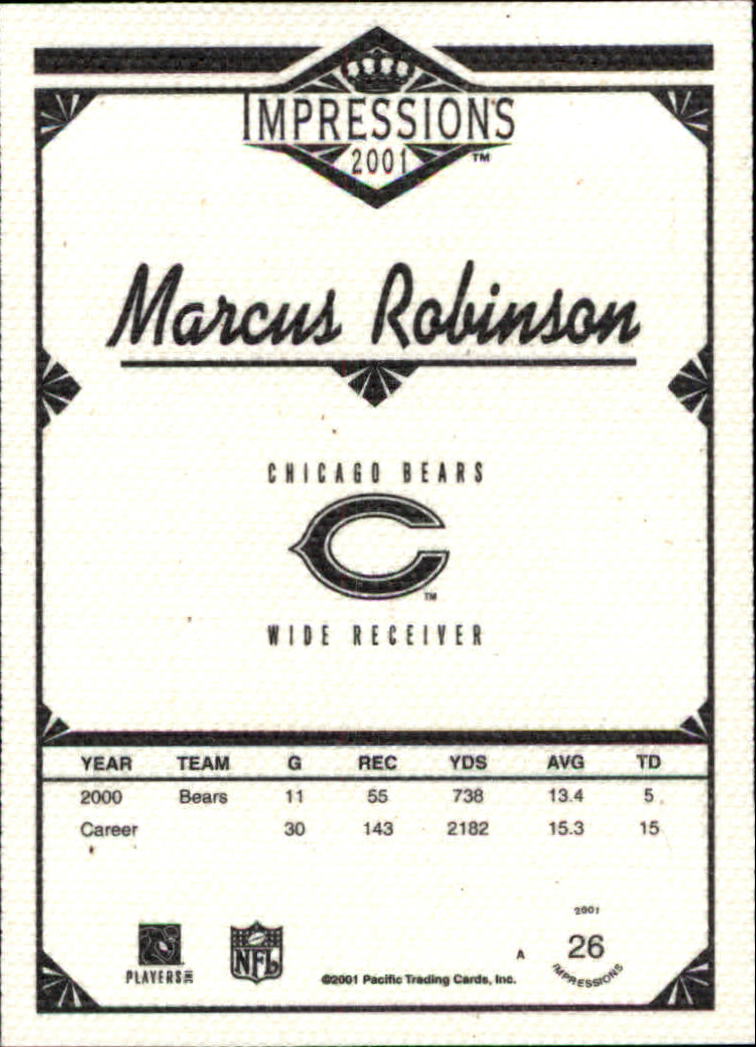 IMPRESSIONS
2001 ™
Marcus Robinson
CHICAGO BEARS
C
™
WIDE RECEIVER
YEAR TEAM G REC YDS AVG TD
2000 Bears 11 55 738 13.4 5
Career 30 143 2182 15.3 15
2001
A 26
IMPRESSIONS
PLAYERS INC
NFL
©2001 Pacific Trading Cards, Inc.